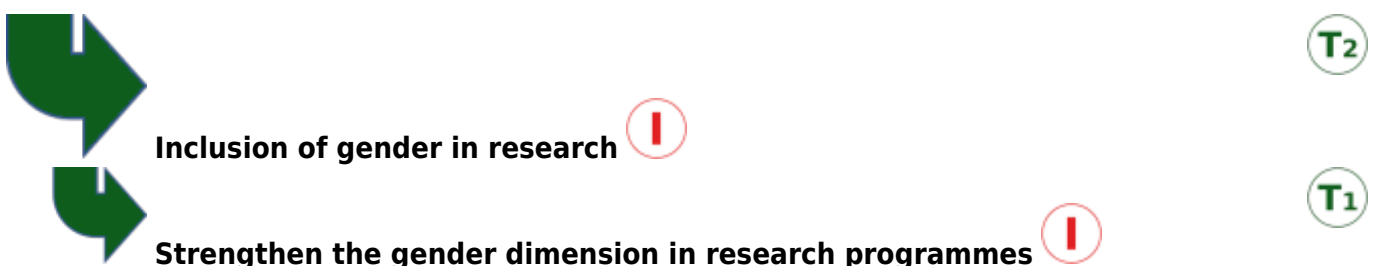 T2
Inclusion of gender in research I
T1
Strengthen the gender dimension in research programmes I